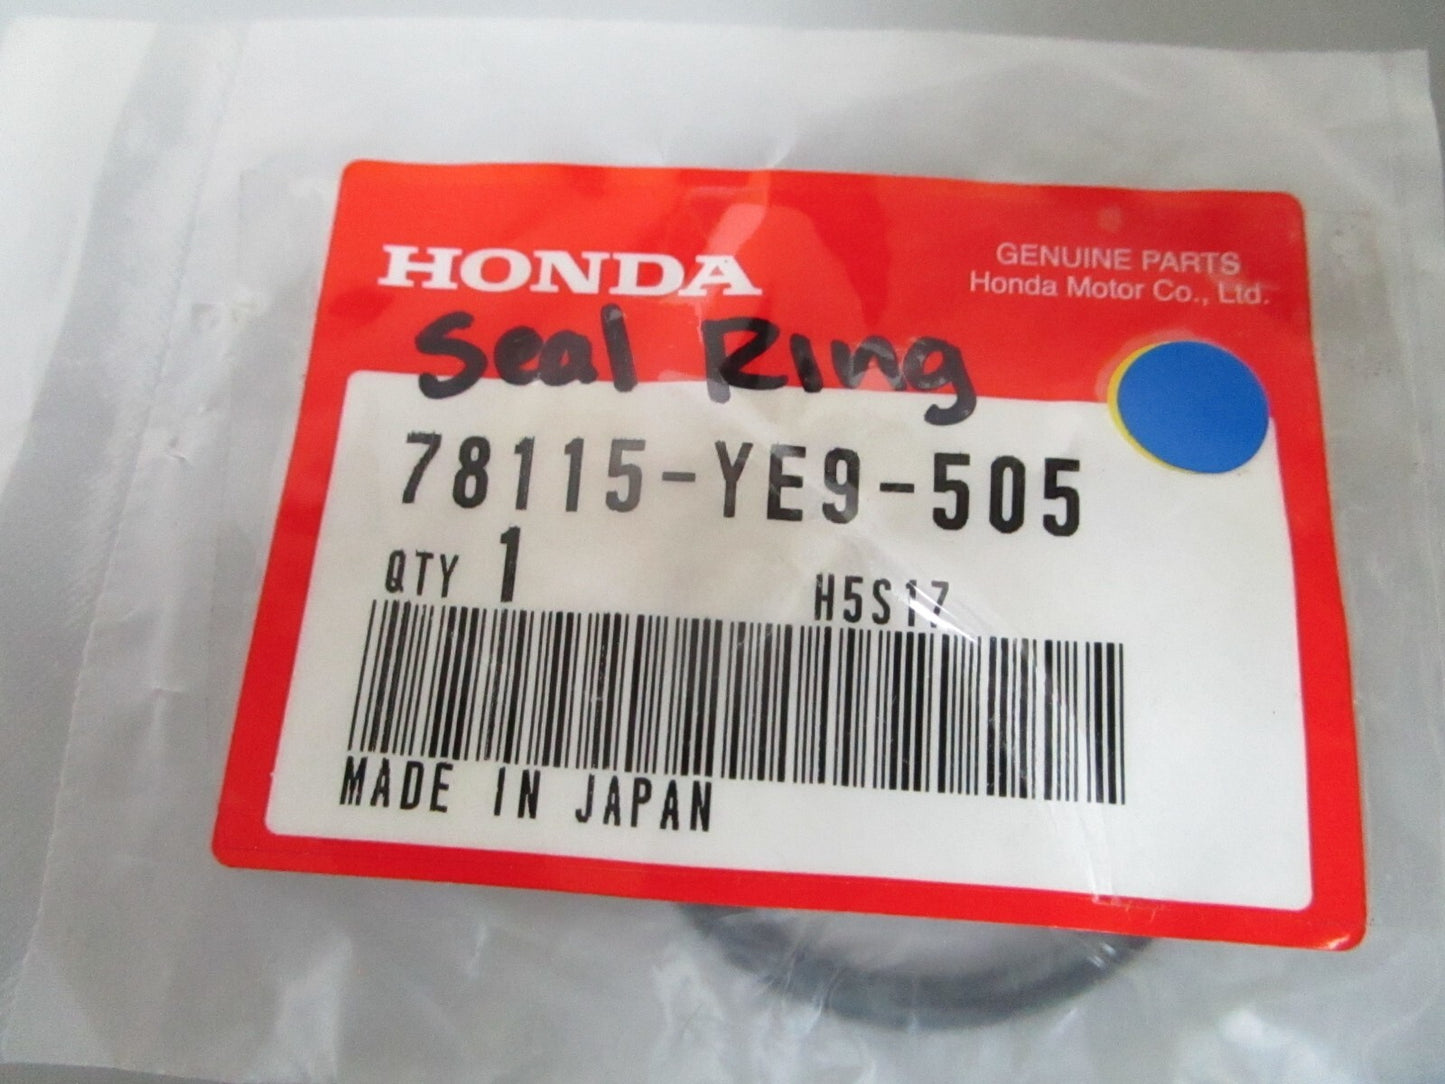 HONDA
GENUINE PARTS
Honda Motor Co., Ltd.
Seal Ring
78115-YE9-505
QTY 1
H5S17
MADE IN JAPAN